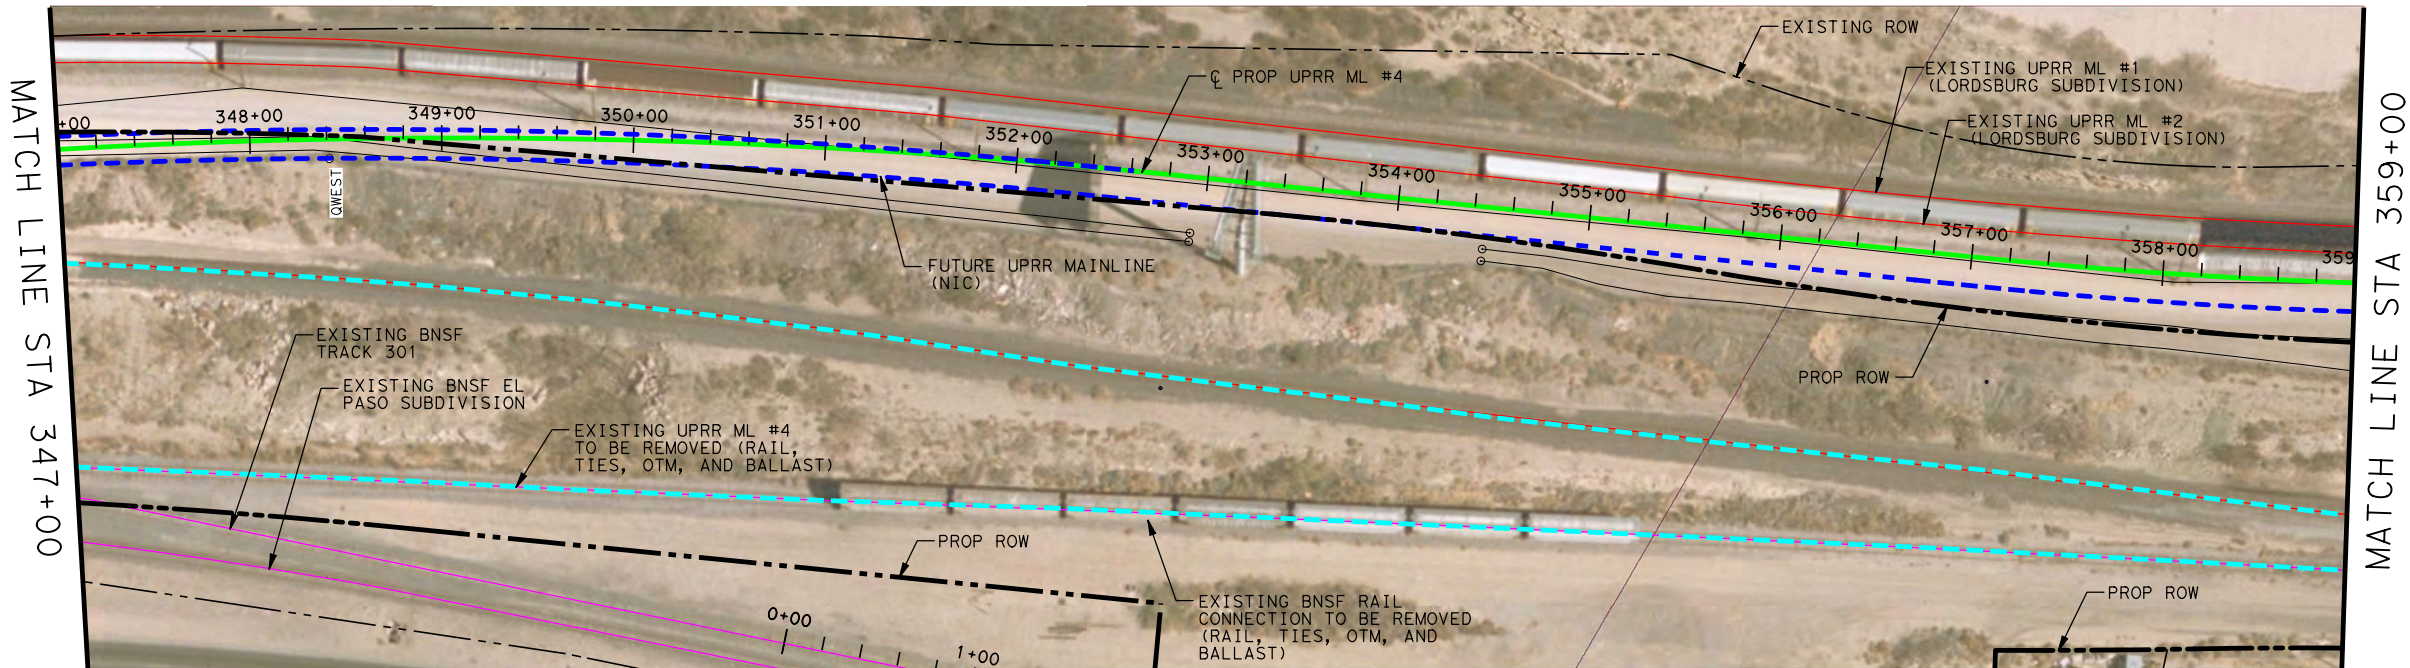 EXISTING ROW
℄ PROP UPRR ML #4
EXISTING UPRR ML #1
(LORDSBURG SUBDIVISION)
EXISTING UPRR ML #2
(LORDSBURG SUBDIVISION)
MATCH LINE STA 347+00
+00
348+00
349+00
350+00
351+00
352+00
353+00
354+00
355+00
356+00
357+00
358+00
359
MATCH LINE STA 359+00
QWEST
FUTURE UPRR MAINLINE
(NIC)
EXISTING BNSF
TRACK 301
EXISTING BNSF EL
PASO SUBDIVISION
PROP ROW
EXISTING UPRR ML #4
TO BE REMOVED (RAIL,
TIES, OTM, AND BALLAST)
PROP ROW
EXISTING BNSF RAIL
CONNECTION TO BE REMOVED
(RAIL, TIES, OTM, AND
BALLAST)
PROP ROW
0+00
1+00